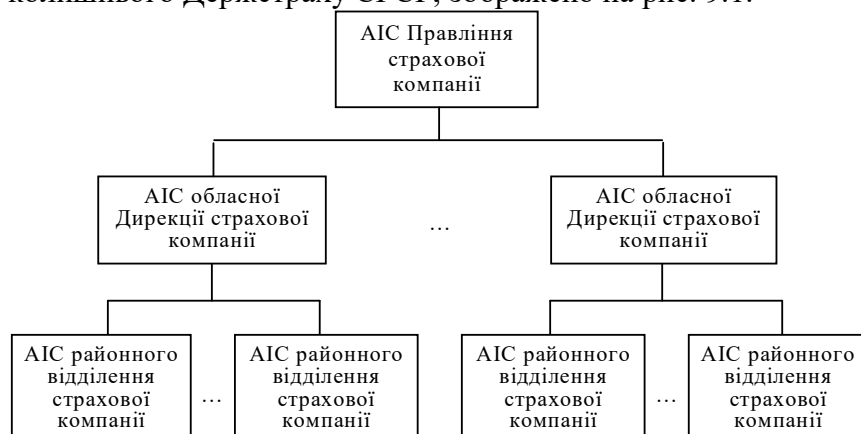 колишнього Держстраху СРСР, зображено на рис. 9.1.
АІС Правління
страхової
компанії
АІС обласної
Дирекції страхової
компанії
...
АІС обласної
Дирекції страхової
компанії
АІС районного
відділення
страхової
компанії
...
АІС районного
відділення
страхової
компанії
АІС районного
відділення
страхової
компанії
...
АІС районного
відділення
страхової
компанії